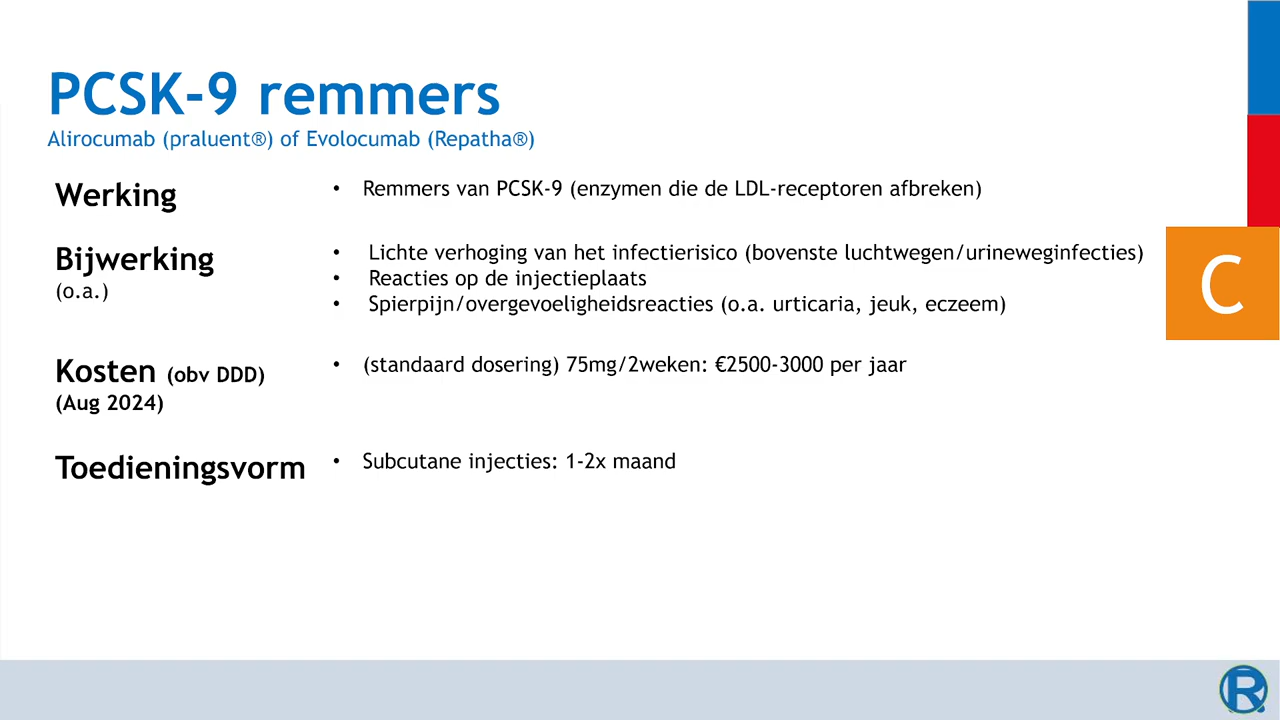 PCSK-9 remmers
Alirocumab (praluent®) of Evolocumab (Repatha®)
Werking
• Remmers van PCSK-9 (enzymen die de LDL-receptoren afbreken)
Bijwerking
(o.a.)
• Lichte verhoging van het infectierisico (bovenste luchtwegen/urineweginfecties)
• Reacties op de injectieplaats
• Spierpijn/overgevoeligheidsreacties (o.a. urticaria, jeuk, eczeem)
C
Kosten (obv DDD)
(Aug 2024)
• (standaard dosering) 75mg/2weken: €2500-3000 per jaar
Toedieningsvorm
• Subcutane injecties: 1-2x maand
R